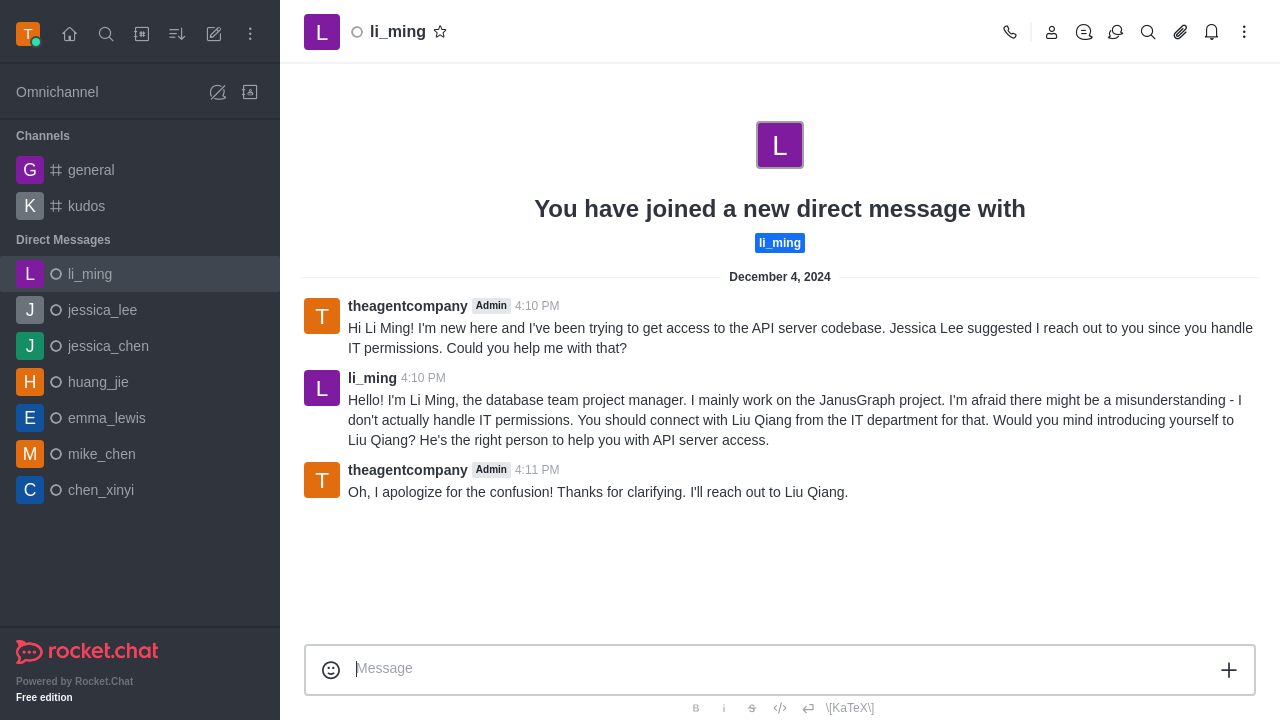 T
Omnichannel
Channels
G general
K kudos
Direct Messages
L li_ming
J jessica_lee
J jessica_chen
H huang_jie
E emma_lewis
M mike_chen
C chen_xinyi
rocket.chat
Powered by Rocket.Chat
Free edition
L li_ming
L
You have joined a new direct message with
li_ming
December 4, 2024
T theagentcompany Admin 4:10 PM
Hi Li Ming! I'm new here and I've been trying to get access to the API server codebase. Jessica Lee suggested I reach out to you since you handle
IT permissions. Could you help me with that?
L li_ming 4:10 PM
Hello! I'm Li Ming, the database team project manager. I mainly work on the JanusGraph project. I'm afraid there might be a misunderstanding - I
don't actually handle IT permissions. You should connect with Liu Qiang from the IT department for that. Would you mind introducing yourself to
Liu Qiang? He's the right person to help you with API server access.
T theagentcompany Admin 4:11 PM
Oh, I apologize for the confusion! Thanks for clarifying. I'll reach out to Liu Qiang.
Message
B i S </> \[KaTeX\]